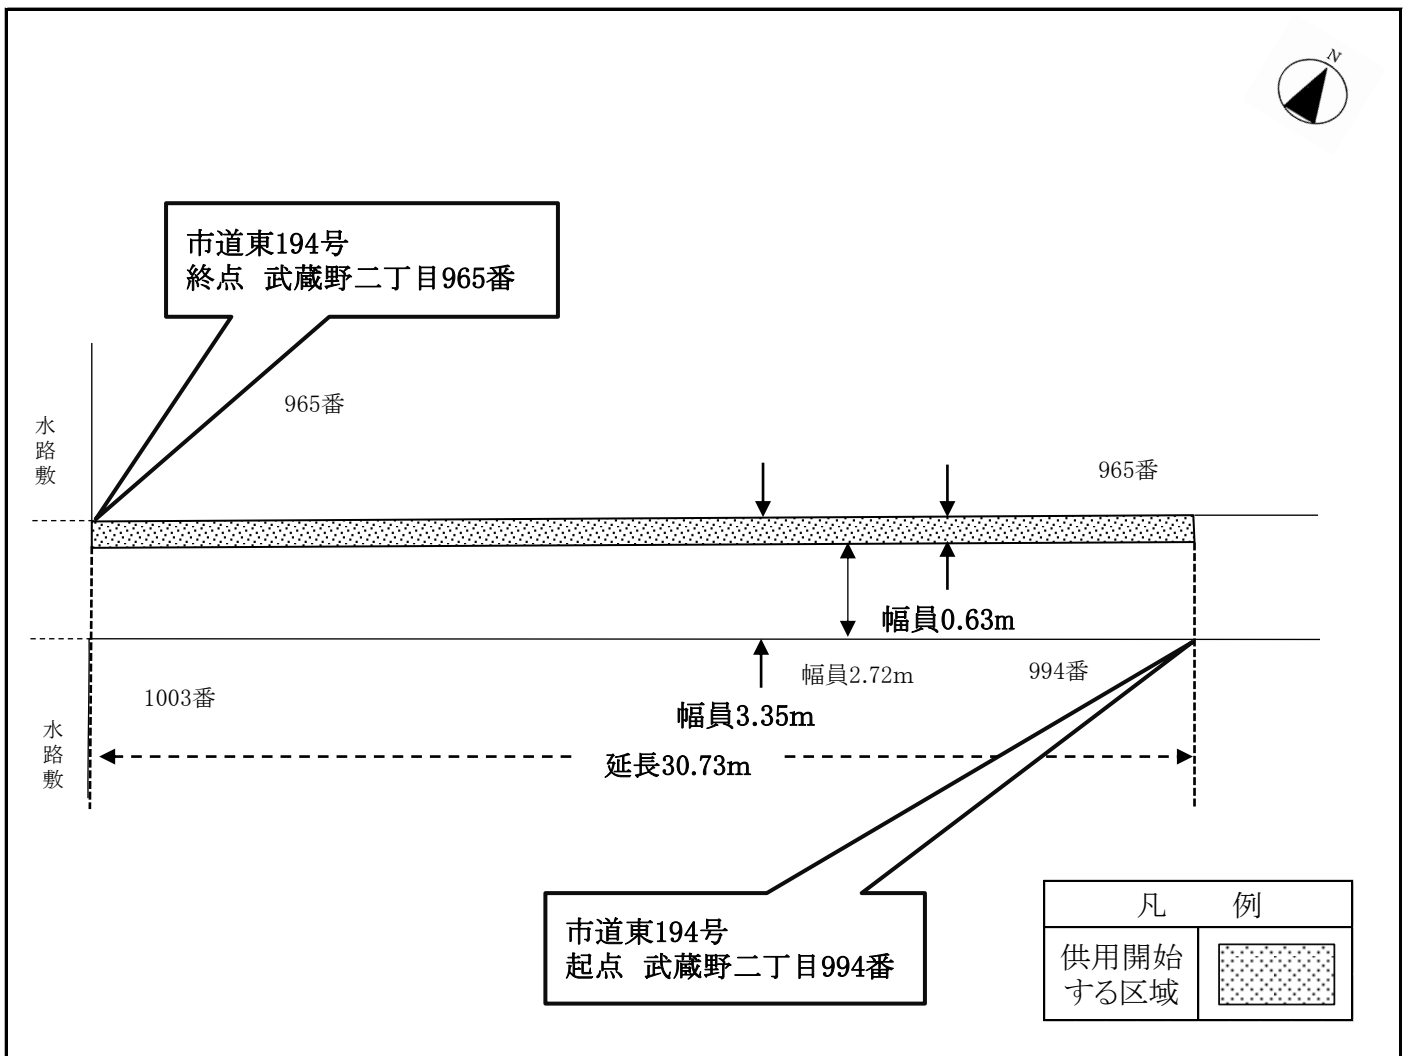 N
市道東194号
終点　武蔵野二丁目965番
965番
水路敷
965番
幅員0.63m
幅員2.72m
994番
1003番
幅員3.35m
水路敷
延長30.73m
市道東194号
起点　武蔵野二丁目994番
凡　例
供用開始
する区域